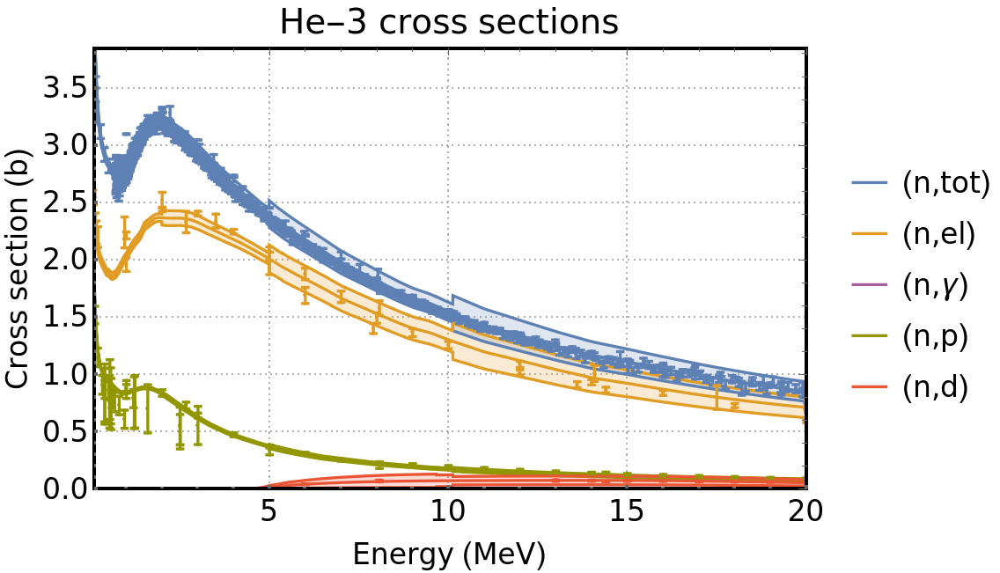 He–3 cross sections
Cross section (b)
3.5
3.0
2.5
2.0
1.5
1.0
0.5
0.0
5
10
15
20
Energy (MeV)
(n,tot)
(n,el)
(n,γ)
(n,p)
(n,d)